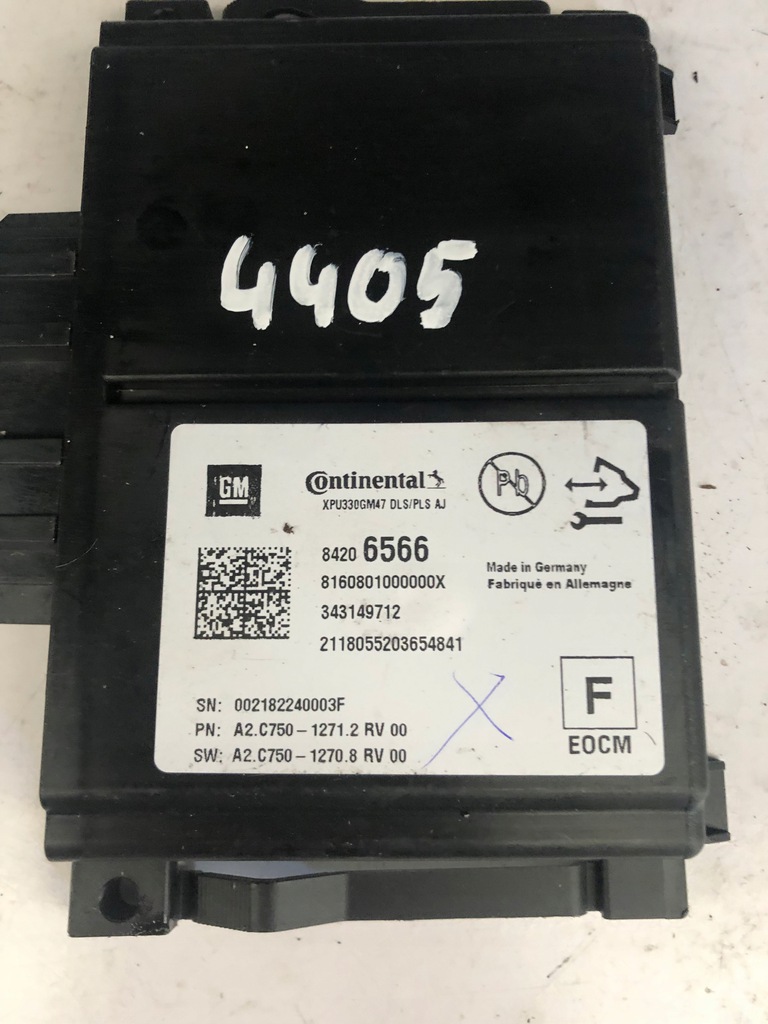 4405
GM
Continental
XPU330GM47 DLS/PLS AJ
Pb
8420 6566
8160801000000X
343149712
2118055203654841
Made in Germany
Fabriqué en Allemagne
SN: 002182240003F
PN: A2.C750-1271.2 RV 00
SW: A2.C750-1270.8 RV 00
X
F
EOCM